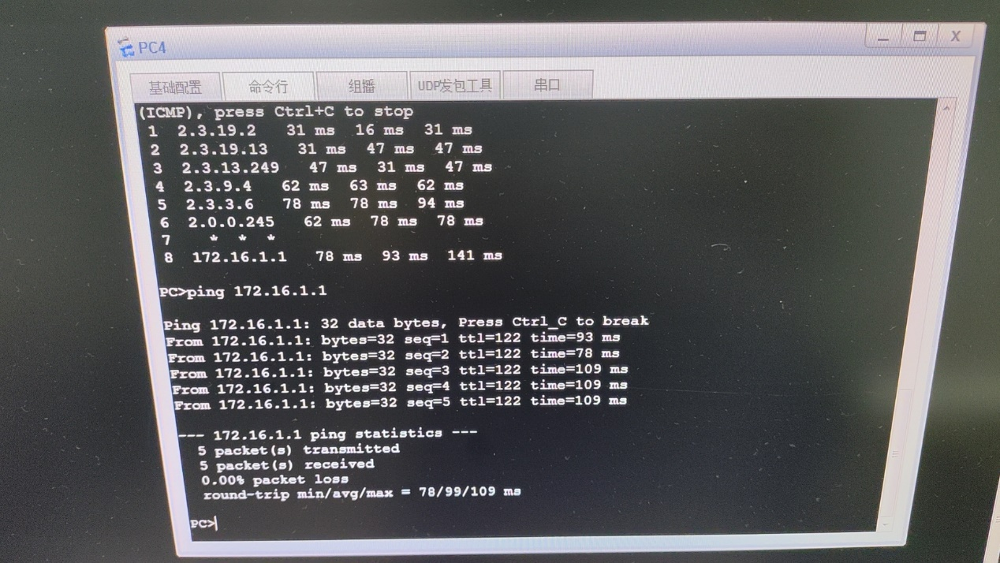 PC4
基础配置 命令行 组播 UDP发包工具 串口
(ICMP), press Ctrl+C to stop
1 2.3.19.2 31 ms 16 ms 31 ms
2 2.3.19.13 31 ms 47 ms 47 ms
3 2.3.13.249 47 ms 31 ms 47 ms
4 2.3.9.4 62 ms 63 ms 62 ms
5 2.3.3.6 78 ms 78 ms 94 ms
6 2.0.0.245 62 ms 78 ms 78 ms
7 * * *
8 172.16.1.1 78 ms 93 ms 141 ms
PC>ping 172.16.1.1
Ping 172.16.1.1: 32 data bytes, Press Ctrl_C to break
From 172.16.1.1: bytes=32 seq=1 ttl=122 time=93 ms
From 172.16.1.1: bytes=32 seq=2 ttl=122 time=78 ms
From 172.16.1.1: bytes=32 seq=3 ttl=122 time=109 ms
From 172.16.1.1: bytes=32 seq=4 ttl=122 time=109 ms
From 172.16.1.1: bytes=32 seq=5 ttl=122 time=109 ms
--- 172.16.1.1 ping statistics ---
5 packet(s) transmitted
5 packet(s) received
0.00% packet loss
round-trip min/avg/max = 78/99/109 ms
PC>